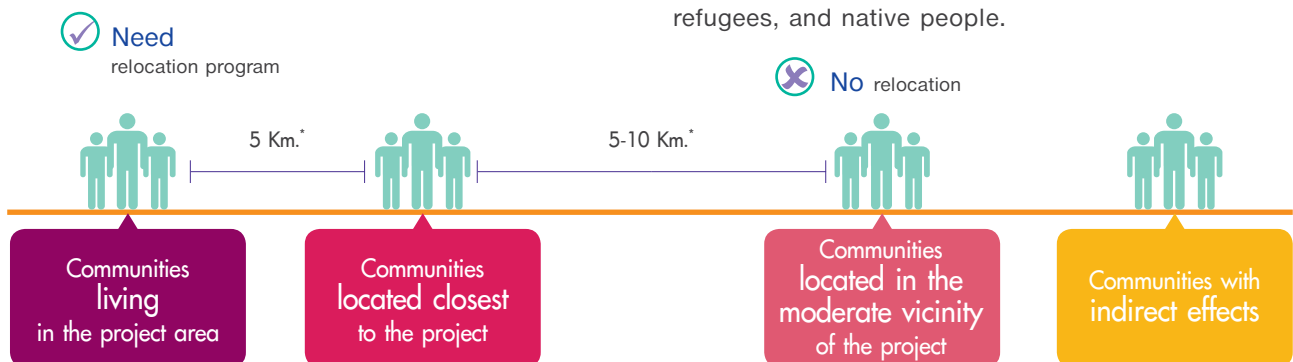 refugees, and native people.
Need
relocation program
No relocation
5 Km.*
5-10 Km.*
Communities
living
in the project area
Communities
located closest
to the project
Communities
located in the
moderate vicinity
of the project
Communities with
indirect effects